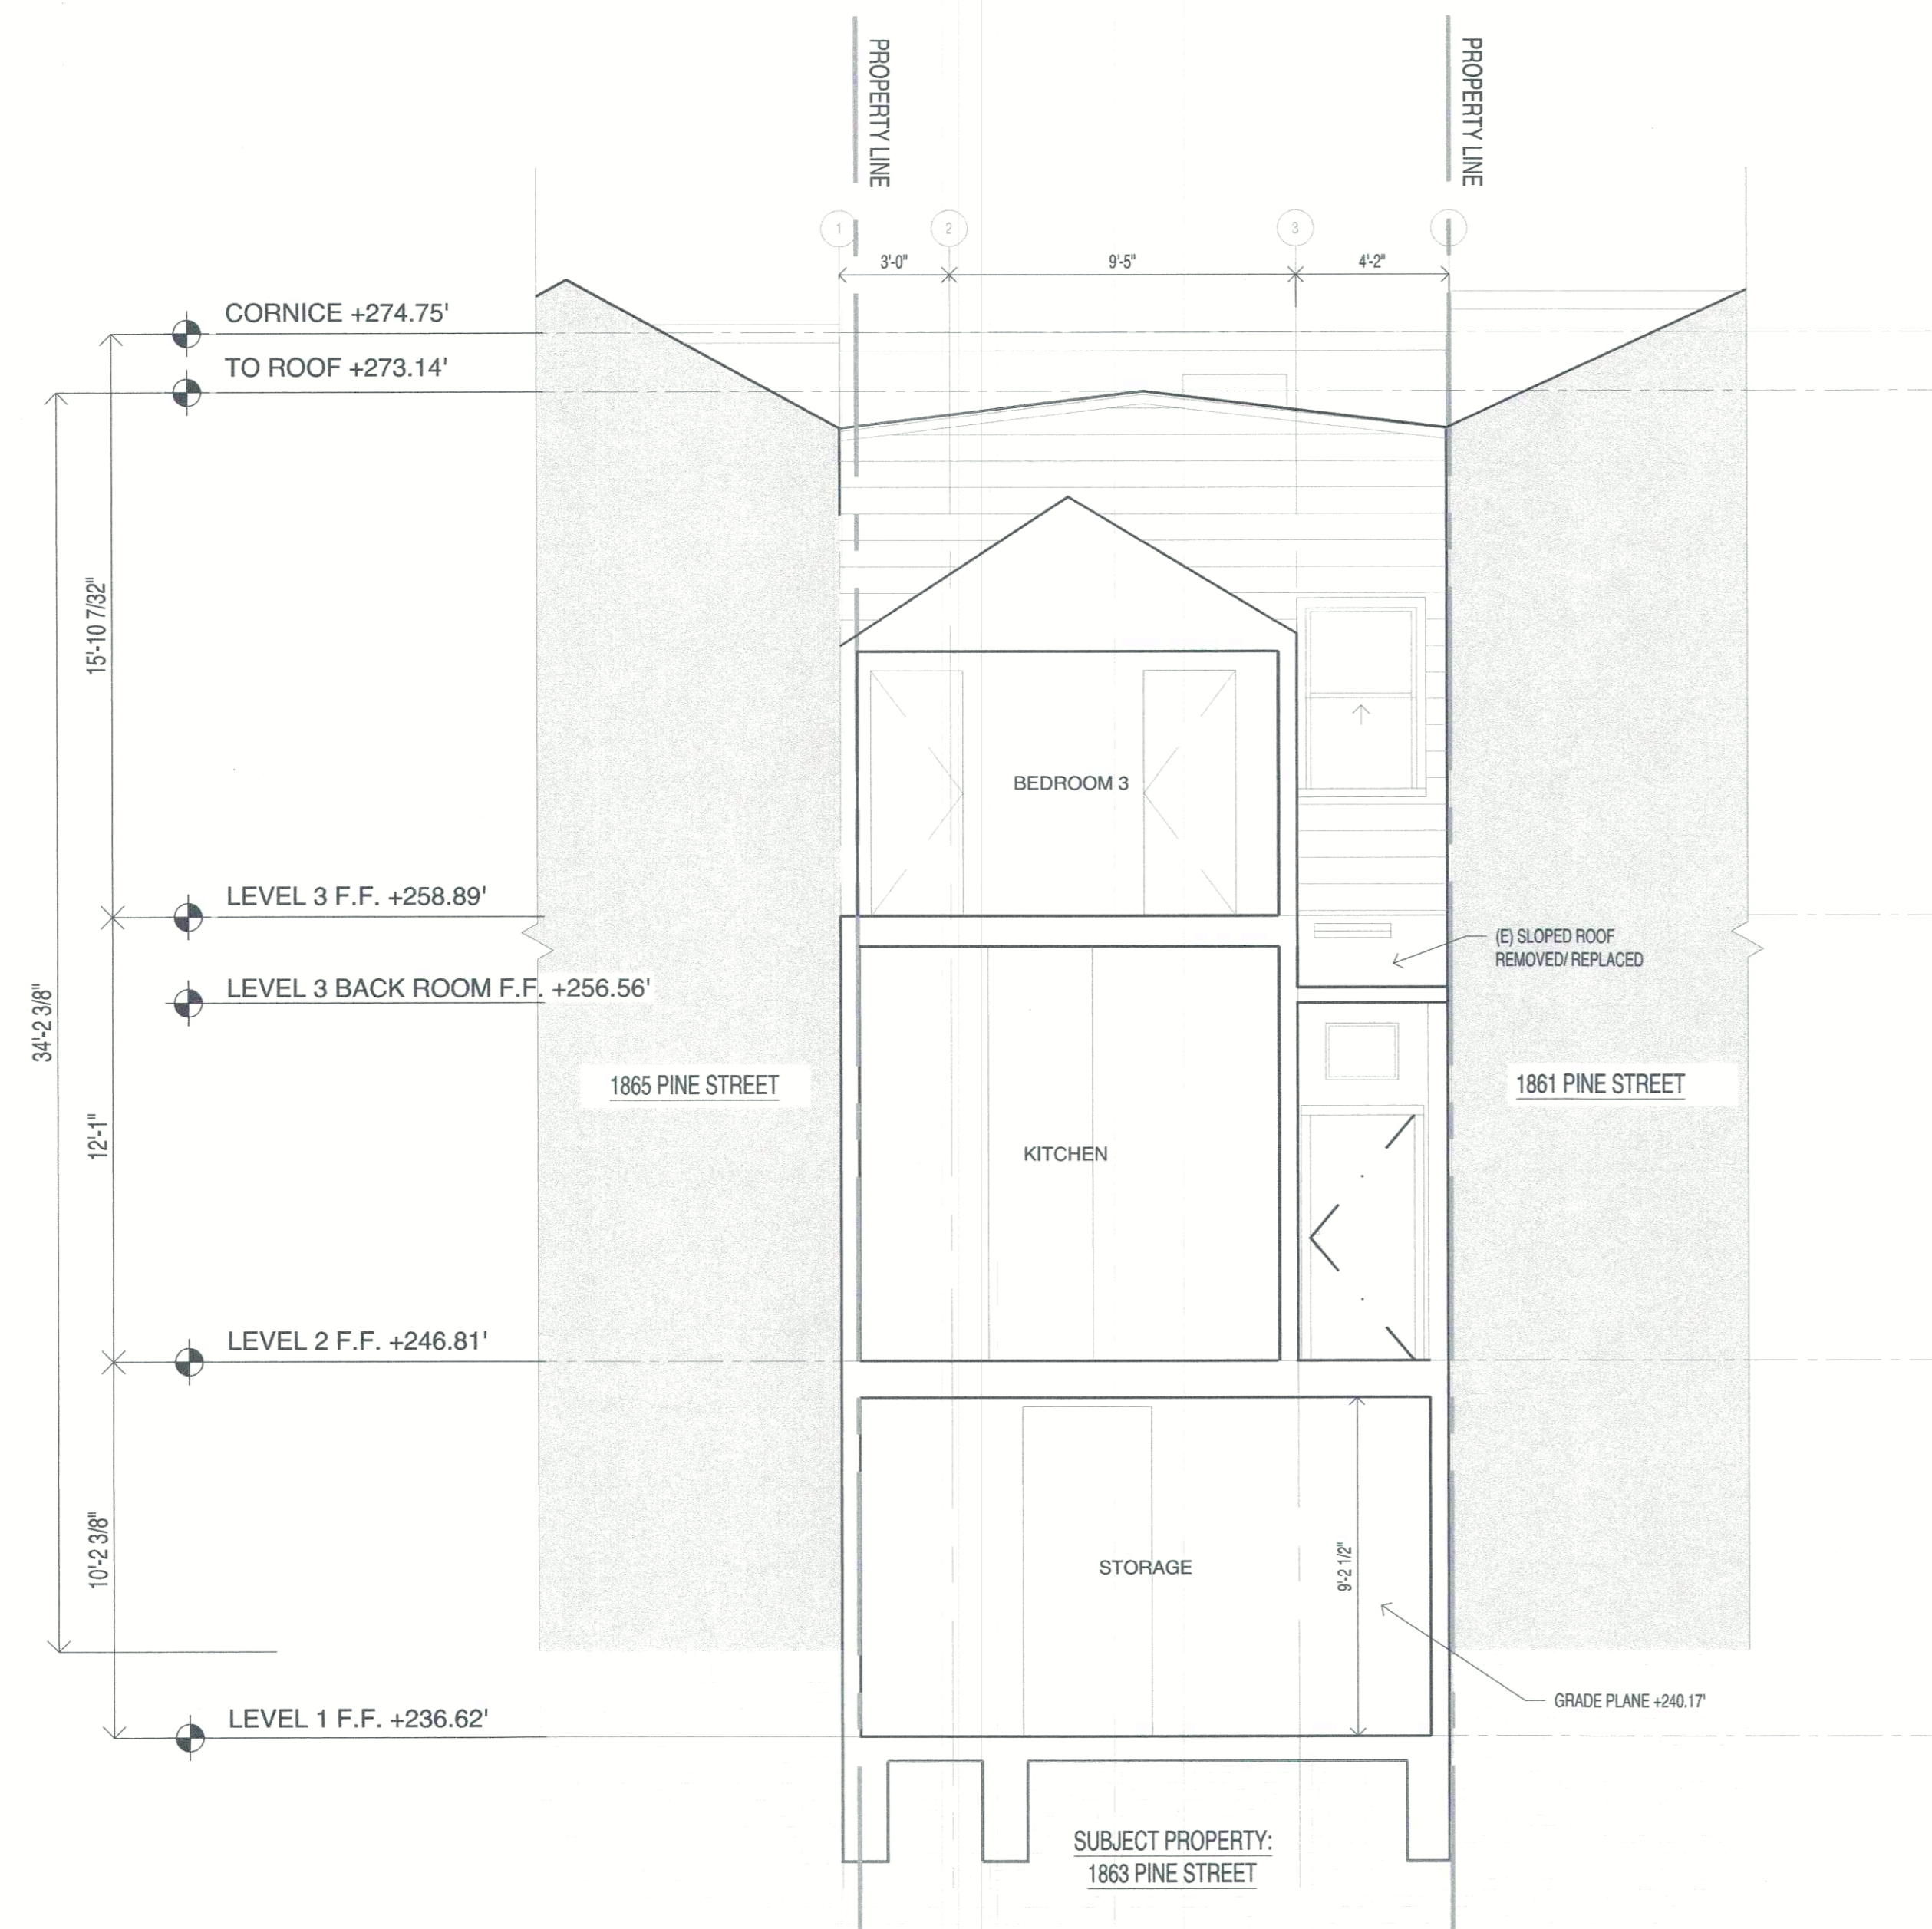 PROPERTY LINE
PROPERTY LINE
1
2
3
3'-0"
9'-5"
4'-2"
CORNICE +274.75'
TO ROOF +273.14'
15'-10 7/32"
BEDROOM 3
LEVEL 3 F.F. +258.89'
(E) SLOPED ROOF
REMOVED/ REPLACED
LEVEL 3 BACK ROOM F.F. +256.56'
34'-2 3/8"
1865 PINE STREET
1861 PINE STREET
12'-1"
KITCHEN
LEVEL 2 F.F. +246.81'
10'-2 3/8"
STORAGE
9'-2 1/2"
GRADE PLANE +240.17'
LEVEL 1 F.F. +236.62'
SUBJECT PROPERTY:
1863 PINE STREET